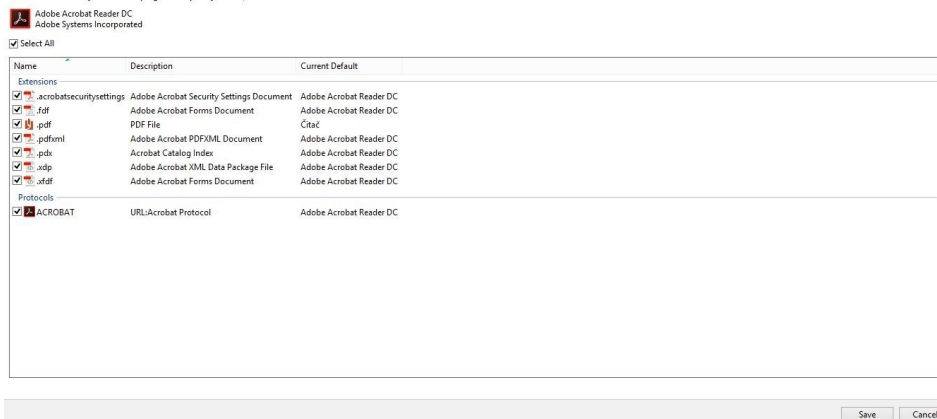 Adobe Acrobat Reader DC
Adobe Systems Incorporated
Select All
Name Description Current Default
Extensions
.acrobatsecuritysettings Adobe Acrobat Security Settings Document Adobe Acrobat Reader DC
.fdf Adobe Acrobat Forms Document Adobe Acrobat Reader DC
.pdf PDF File Čitač
.pdfxml Adobe Acrobat PDFXML Document Adobe Acrobat Reader DC
.pdx Acrobat Catalog Index Adobe Acrobat Reader DC
.xdp Adobe Acrobat XML Data Package File Adobe Acrobat Reader DC
.xfdf Adobe Acrobat Forms Document Adobe Acrobat Reader DC
Protocols
ACROBAT URL:Acrobat Protocol Adobe Acrobat Reader DC
Save Cancel